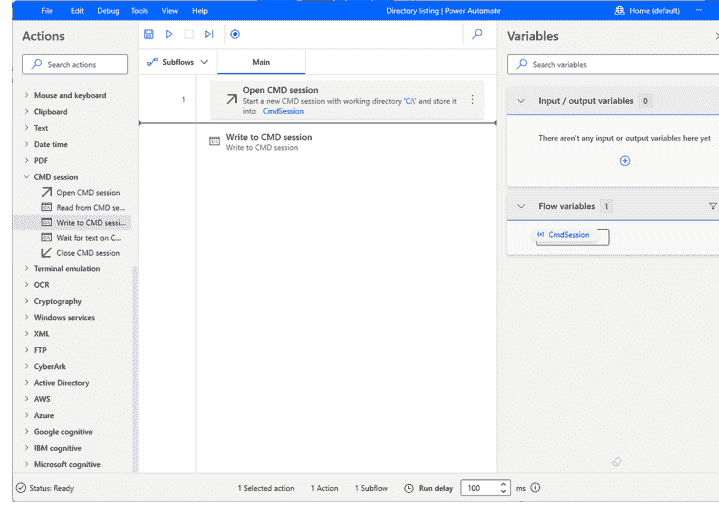 File Edit Debug Tools View Help Directory listing | Power Automate Home (default) ...
Actions
Search actions
Mouse and keyboard
Clipboard
Text
Date time
PDF
CMD session
Open CMD session
Read from CMD se...
Write to CMD sessi...
Wait for text on C...
Close CMD session
Terminal emulation
OCR
Cryptography
Windows services
XML
FTP
CyberArk
Active Directory
AWS
Azure
Google cognitive
IBM cognitive
Microsoft cognitive
Subflows Main
1
Open CMD session
Start a new CMD session with working directory 'C:\' and store it
into CmdSession
Write to CMD session
Write to CMD session
Variables
Search variables
Input / output variables 0
There aren't any input or output variables here yet
Flow variables 1
(x) CmdSession
Status: Ready 1 Selected action 1 Action 1 Subflow Run delay 100 ms